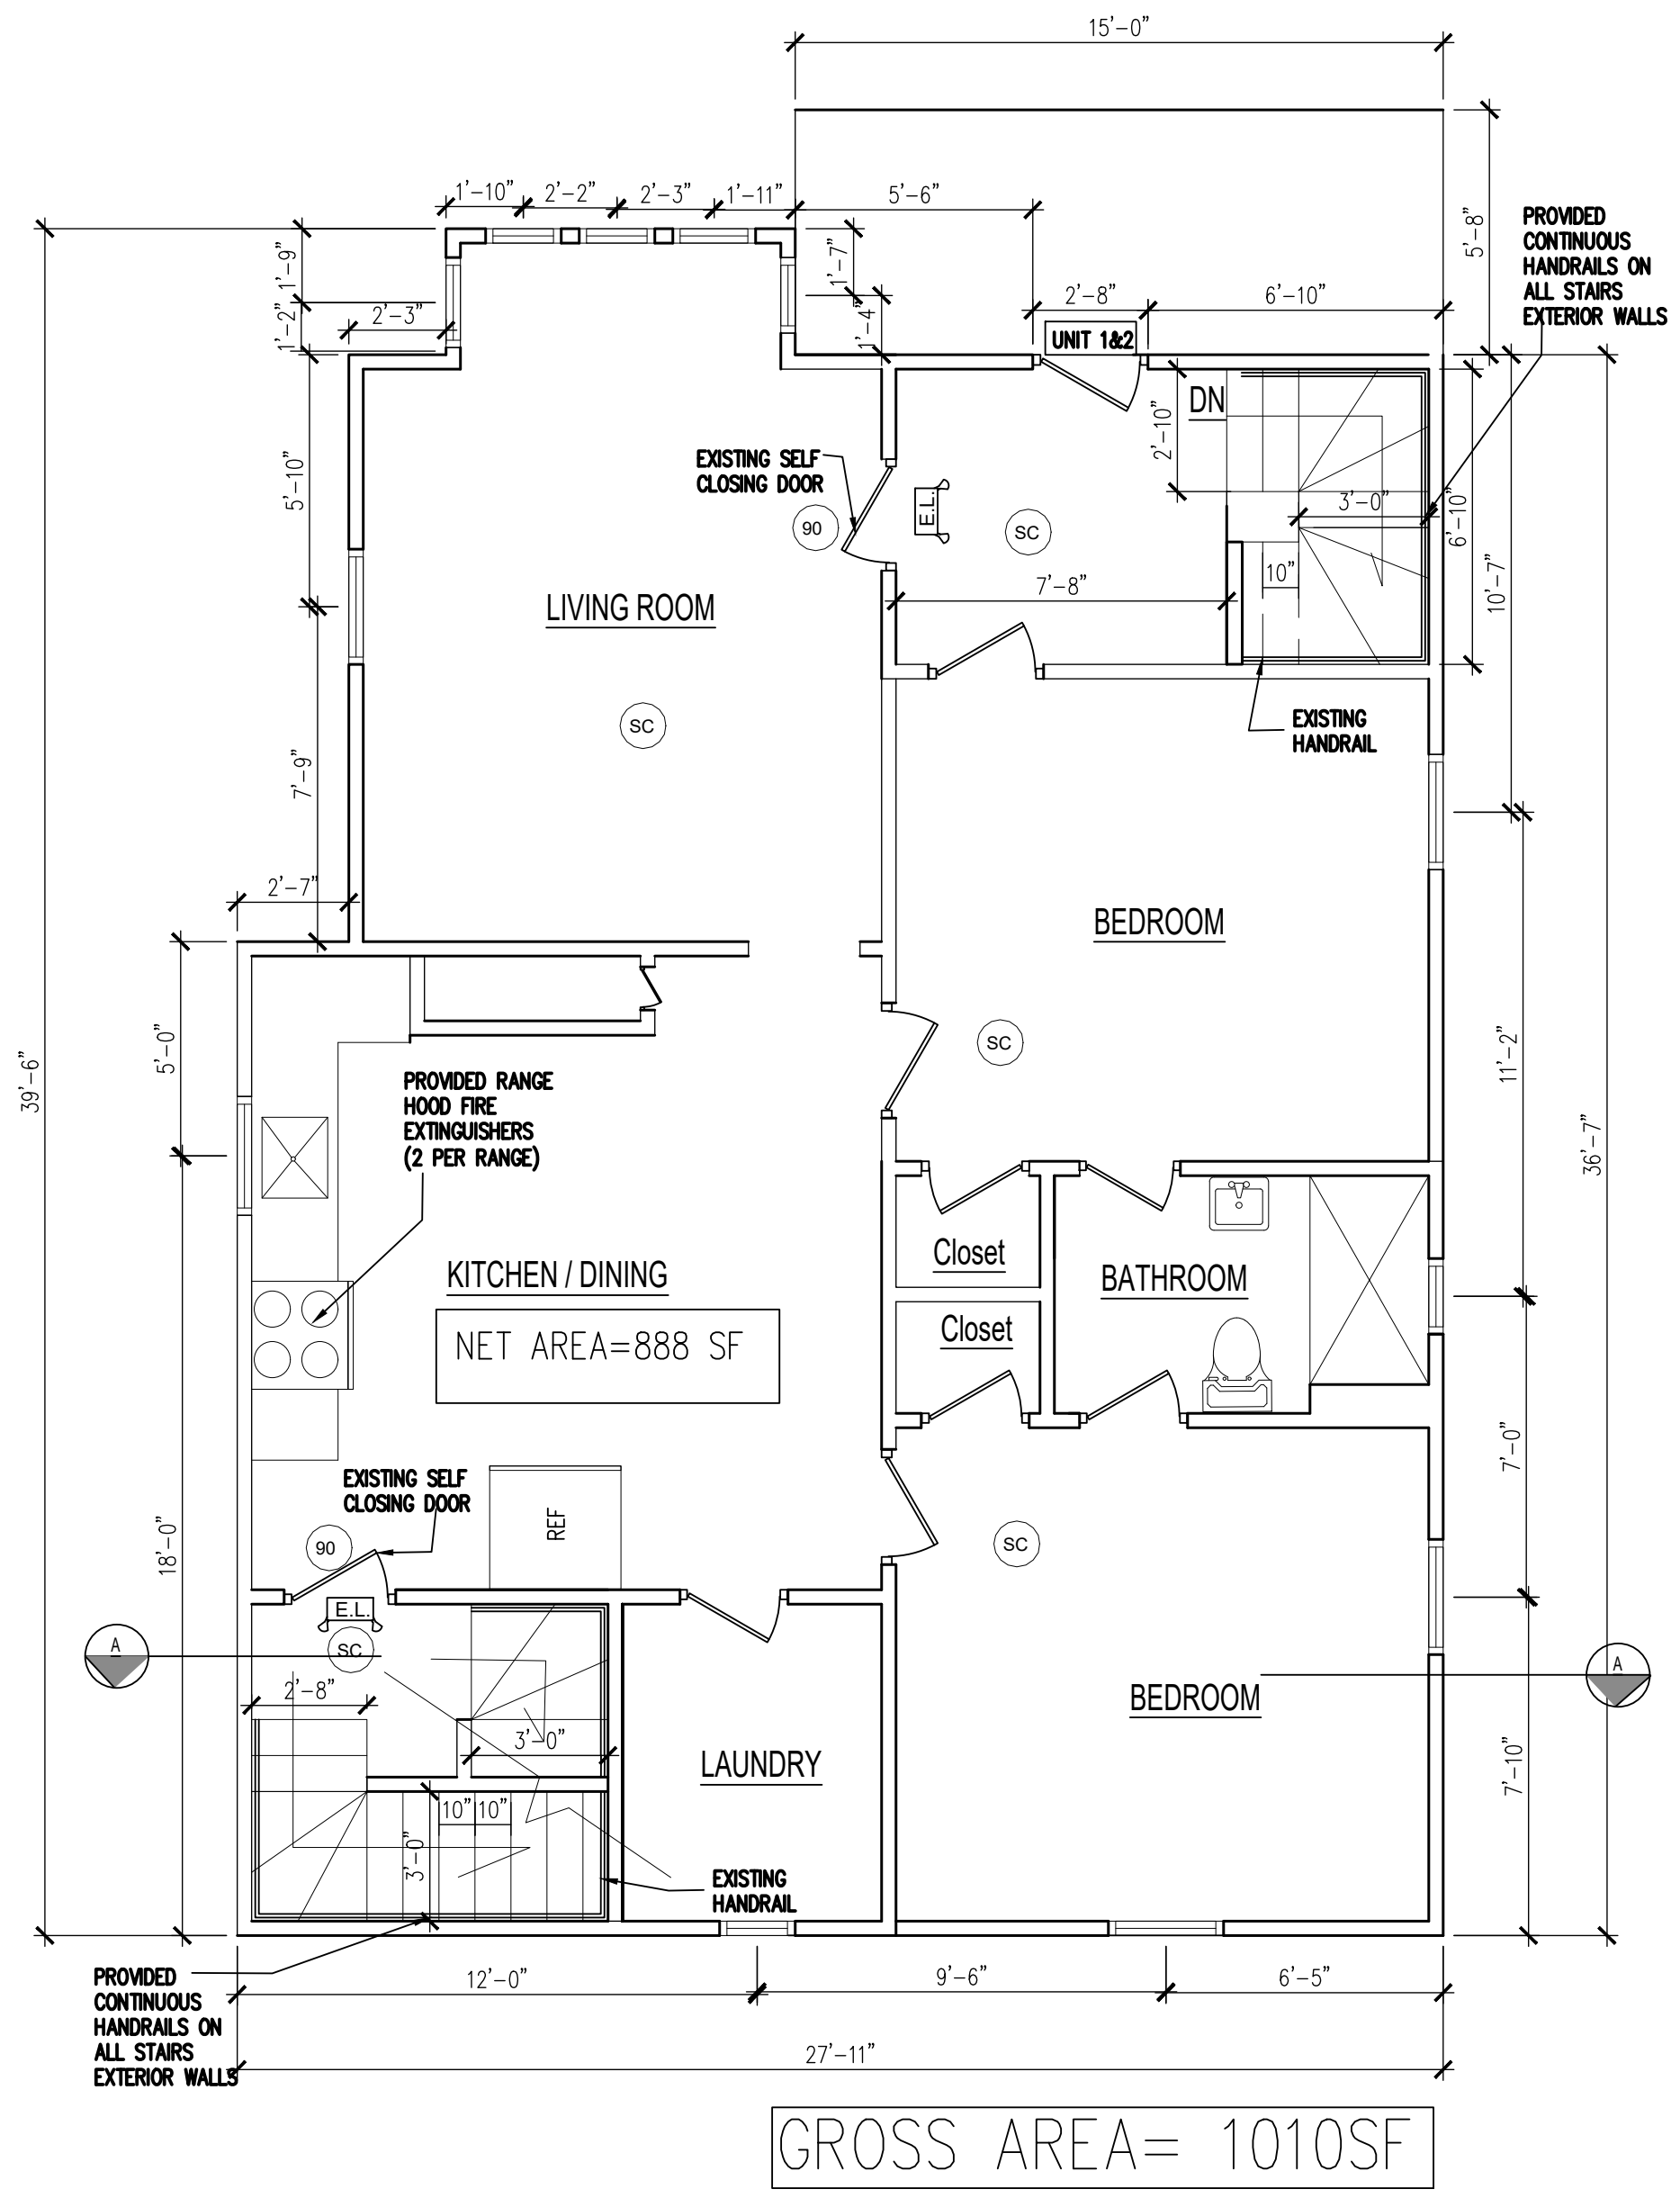 15'-0"
1'-10"
2'-2"
2'-3"
1'-11"
5'-6"
5'-8"
PROVIDED
CONTINUOUS
HANDRAILS ON
ALL STAIRS
EXTERIOR WALLS
1'-9"
1'-7"
2'-8"
6'-10"
1'-2"
2'-3"
1'-4"
UNIT 1&2
DN
2'-10"
EXISTING SELF
CLOSING DOOR
5'-10"
90
E.L.
SC
3'-0"
6'-10"
10'-7"
10"
7'-8"
LIVING ROOM
SC
EXISTING
HANDRAIL
7'-9"
2'-7"
BEDROOM
39'-6"
5'-0"
SC
11'-2"
36'-7"
PROVIDED RANGE
HOOD FIRE
EXTINGUISHERS
(2 PER RANGE)
KITCHEN / DINING
Closet
BATHROOM
NET AREA=888 SF
Closet
7'-0"
EXISTING SELF
CLOSING DOOR
REF
18'-0"
90
SC
E.L.
SC
A
A
2'-8"
BEDROOM
3'-0"
LAUNDRY
7'-10"
10"
10"
3'-0"
EXISTING
HANDRAIL
PROVIDED
CONTINUOUS
HANDRAILS ON
ALL STAIRS
EXTERIOR WALLS
12'-0"
9'-6"
6'-5"
27'-11"
GROSS AREA= 1010SF